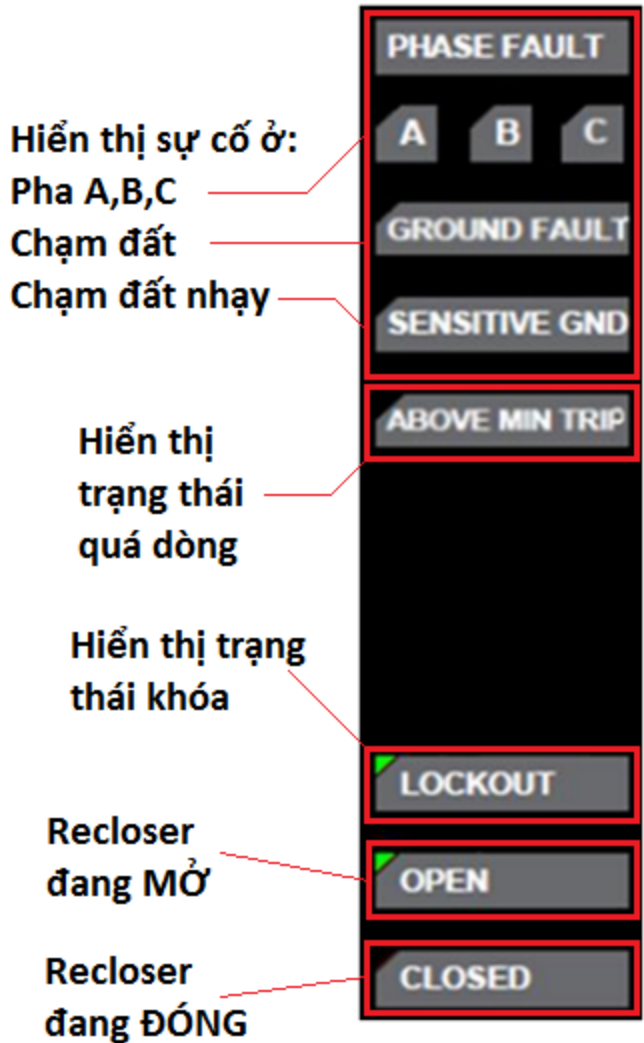 PHASE FAULT
A B C
GROUND FAULT
SENSITIVE GND
ABOVE MIN TRIP
LOCKOUT
OPEN
CLOSED
Hiển thị sự cố ở:
Pha A,B,C
Chạm đất
Chạm đất nhạy
Hiển thị
trạng thái
quá dòng
Hiển thị trạng
thái khóa
Recloser
đang MỞ
Recloser
đang ĐÓNG